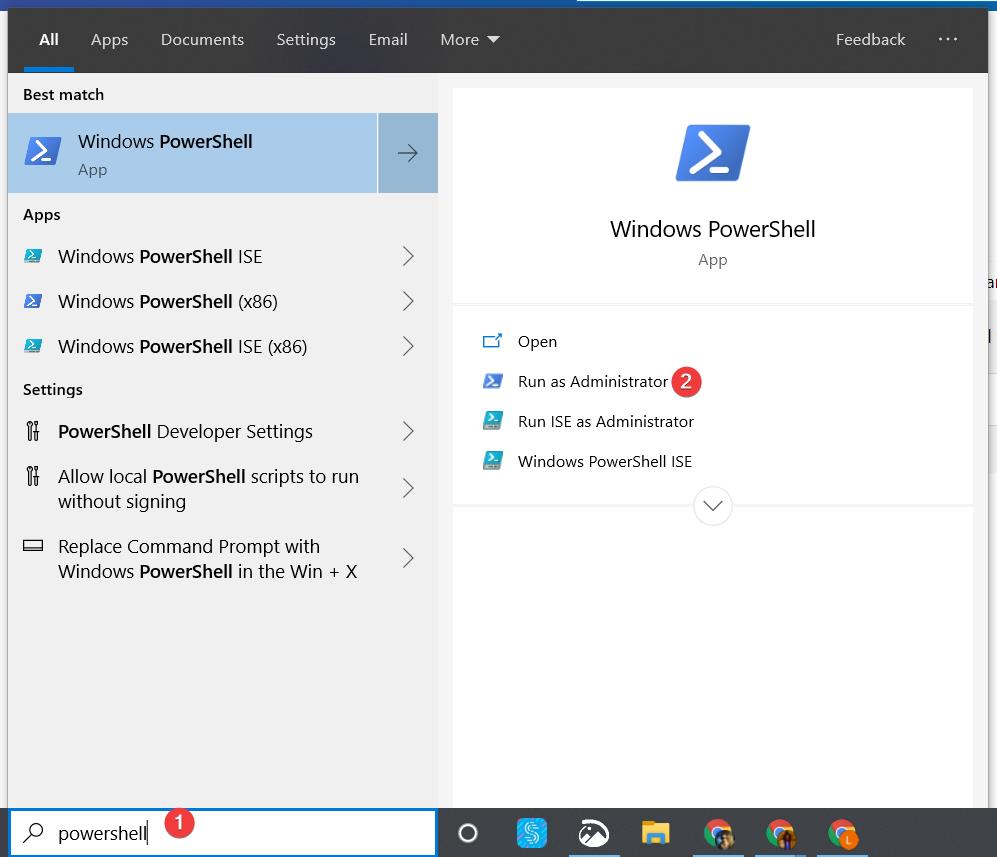 All Apps Documents Settings Email More Feedback ...
Best match
Windows PowerShell
App
Apps
Windows PowerShell ISE
Windows PowerShell (x86)
Windows PowerShell ISE (x86)
Settings
PowerShell Developer Settings
Allow local PowerShell scripts to run
without signing
Replace Command Prompt with
Windows PowerShell in the Win + X
Windows PowerShell
App
Open
Run as Administrator 2
Run ISE as Administrator
Windows PowerShell ISE
powershell 1
L